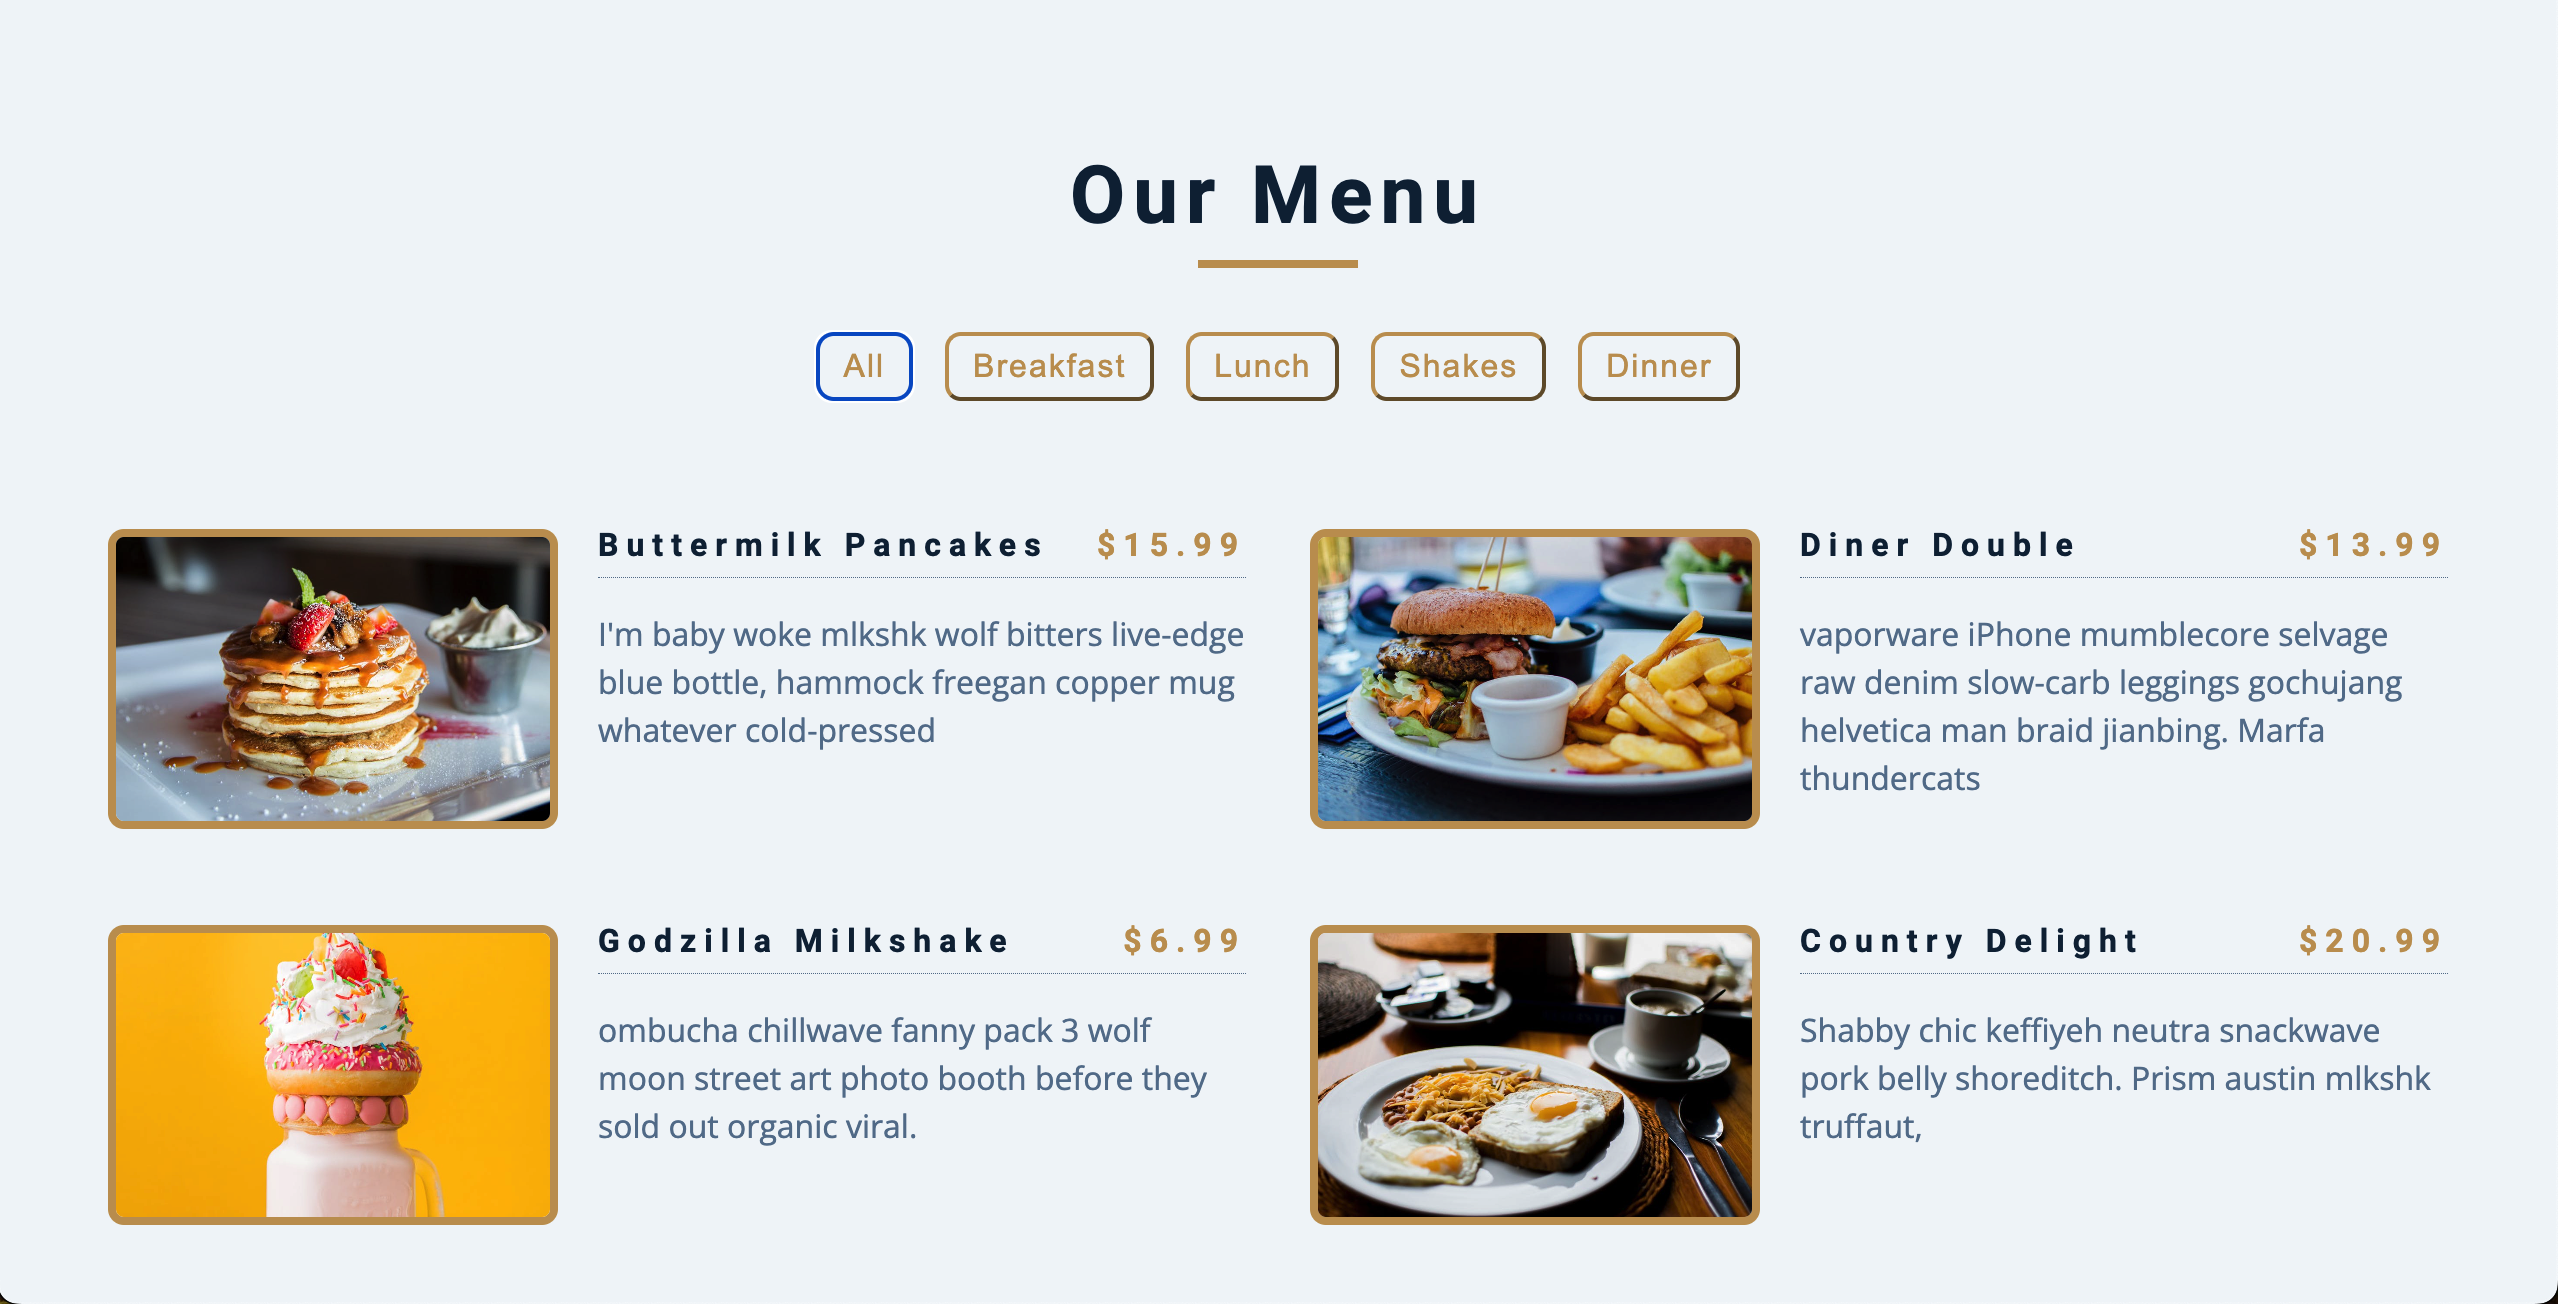 Our Menu
All
Breakfast
Lunch
Shakes
Dinner
Buttermilk Pancakes $15.99
I'm baby woke mlkshk wolf bitters live-edge
blue bottle, hammock freegan copper mug
whatever cold-pressed
Diner Double $13.99
vaporware iPhone mumblecore selvage
raw denim slow-carb leggings gochujang
helvetica man braid jianbing. Marfa
thundercats
Godzilla Milkshake $6.99
ombucha chillwave fanny pack 3 wolf
moon street art photo booth before they
sold out organic viral.
Country Delight $20.99
Shabby chic keffiyeh neutra snackwave
pork belly shoreditch. Prism austin mlkshk
truffaut,